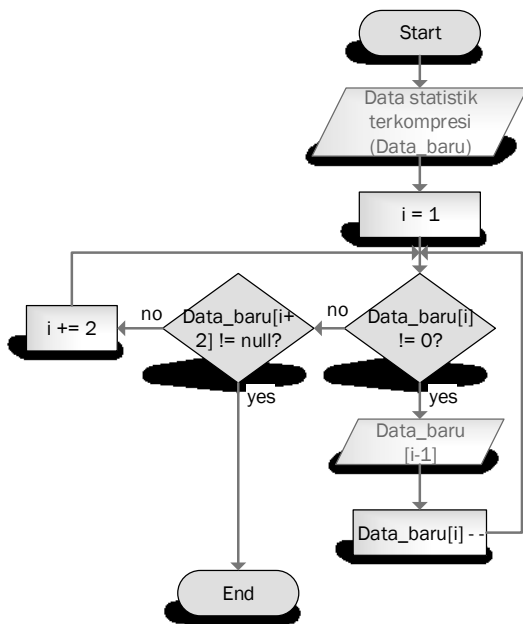 Start
Data statistik
terkompresi
(Data_baru)
i = 1
no
no
Data_baru[i+
2] != null?
Data_baru[i]
!= 0?
i += 2
yes
yes
Data_baru
[i-1]
Data_baru[i] - -
End